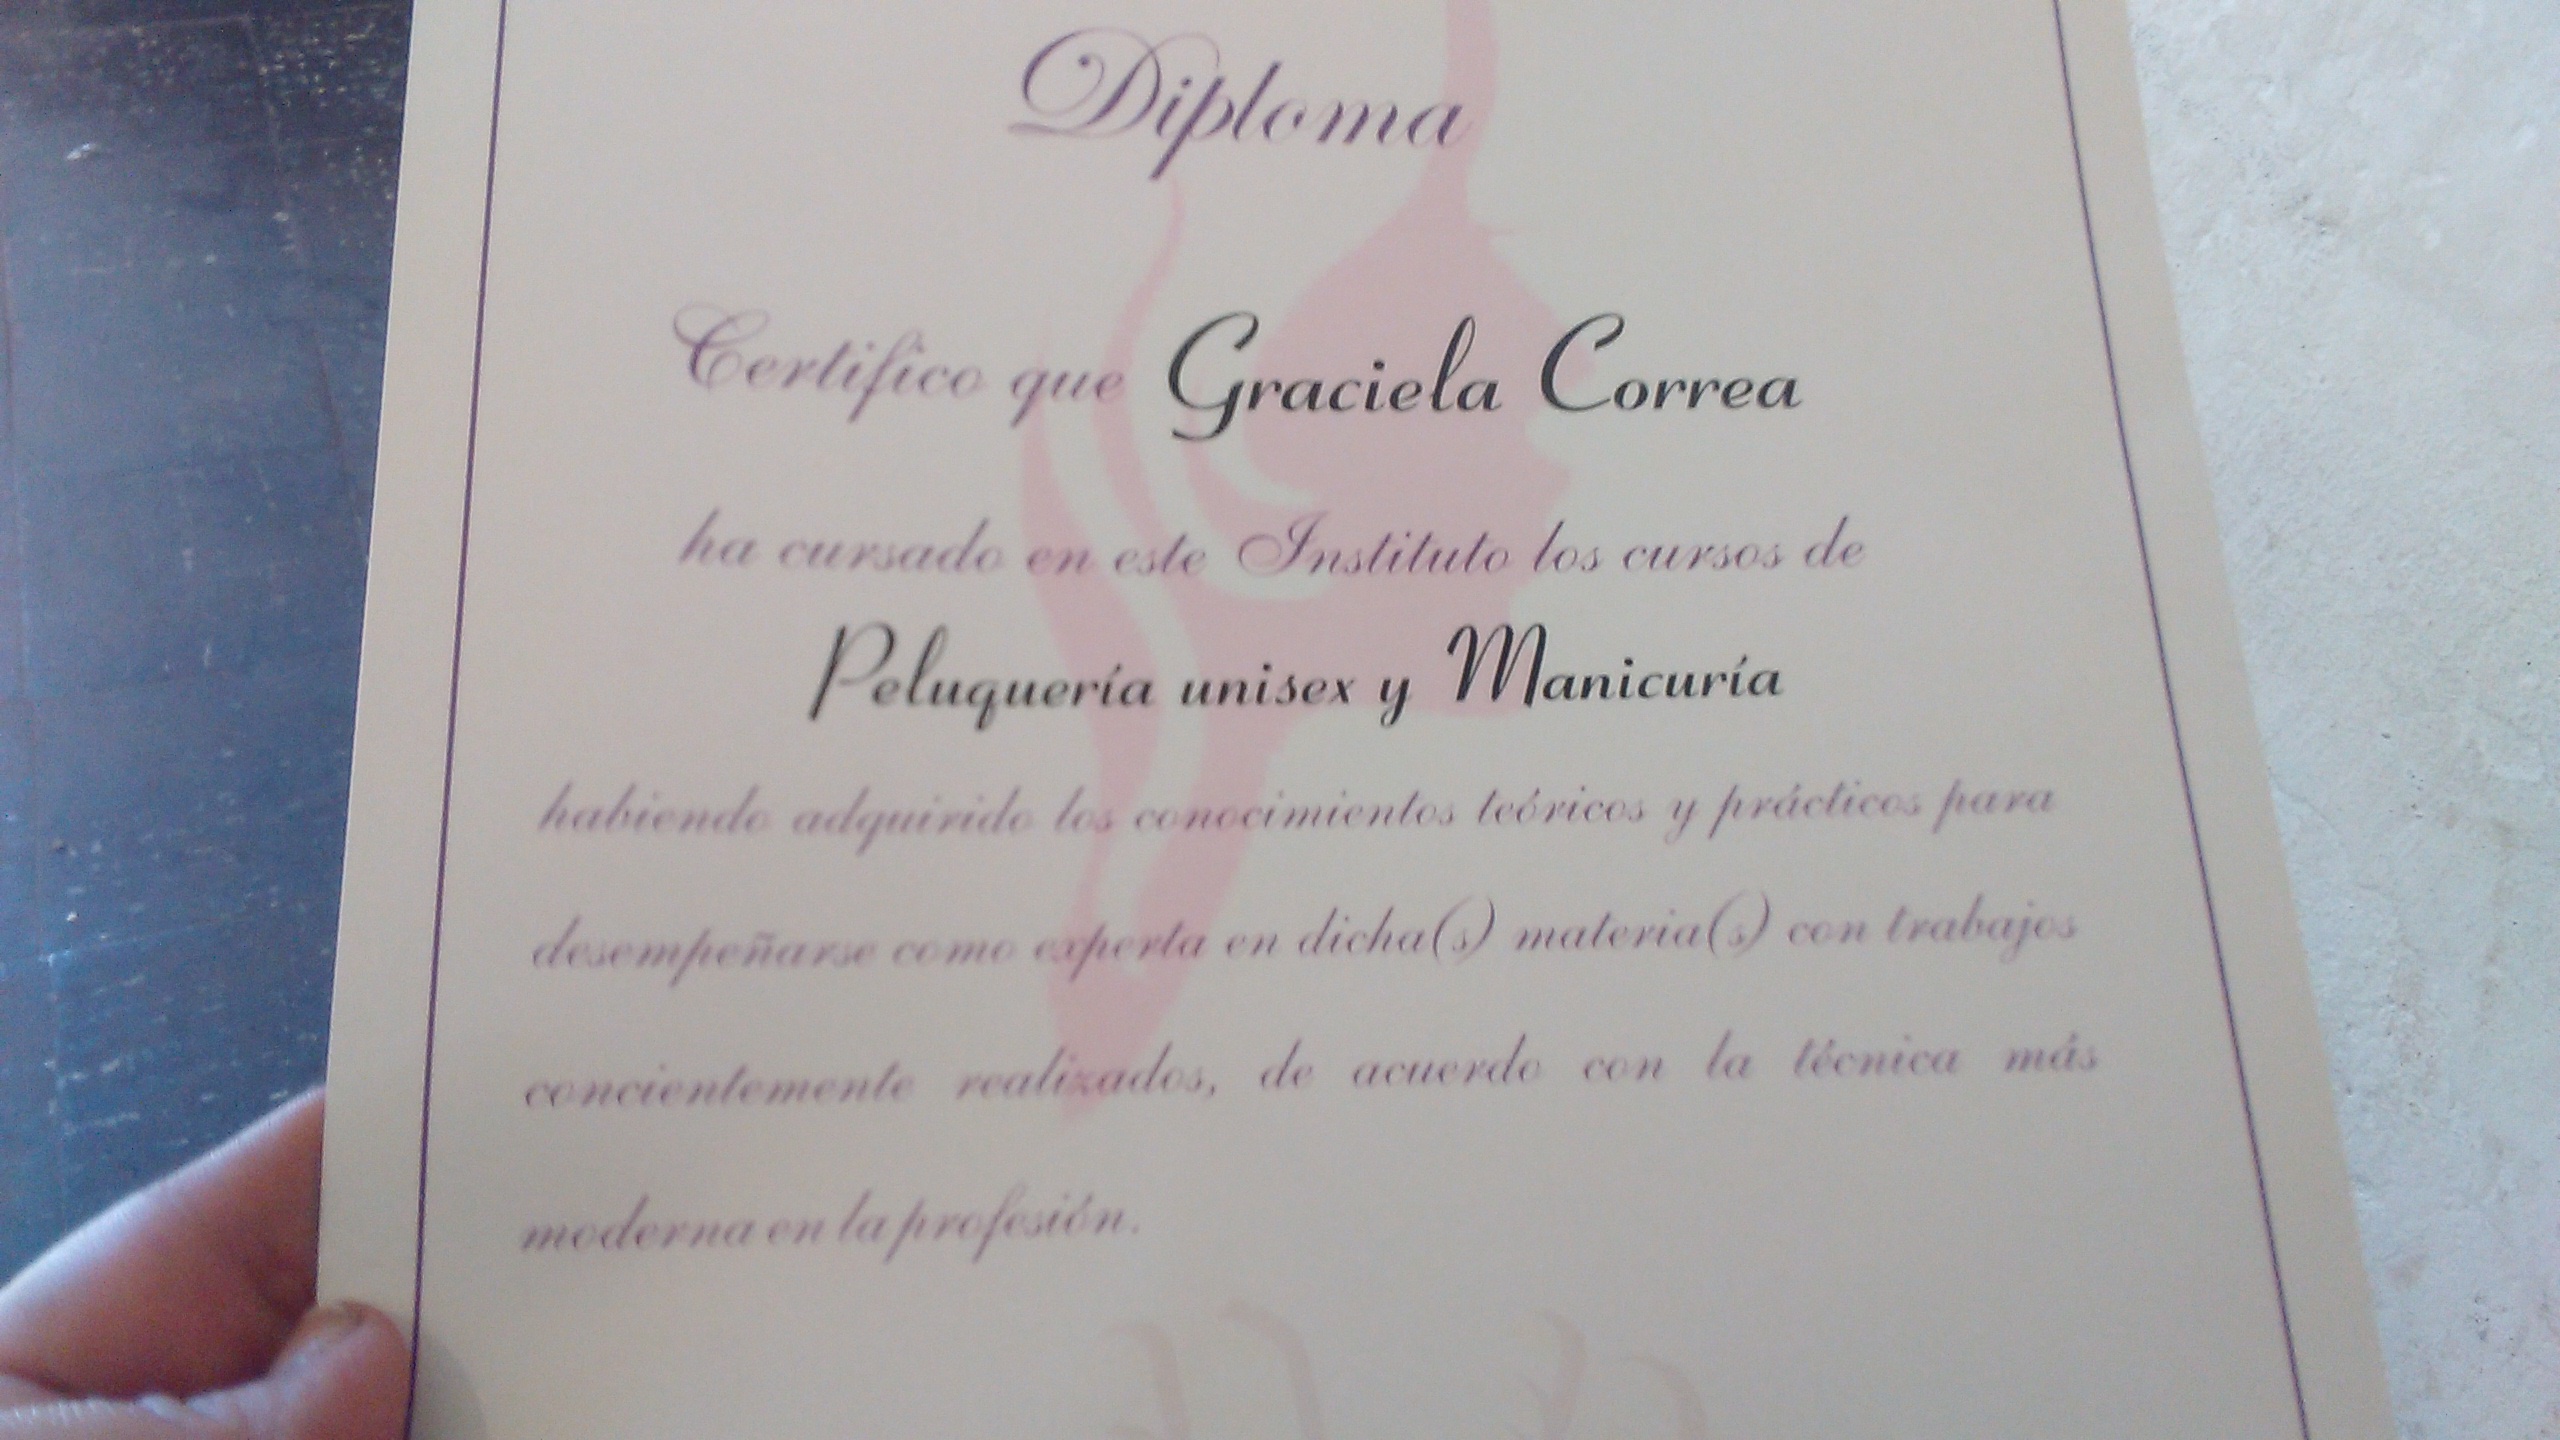 Diploma
Certifico que Graciela Correa
ha cursado en este Instituto los cursos de
Peluquería unisex y Manicuría
habiendo adquirido los conocimientos teóricos y prácticos para
desempeñarse como experta en dicha(s) materia(s) con trabajos
concientemente realizados, de acuerdo con la técnica más
moderna en la profesión.